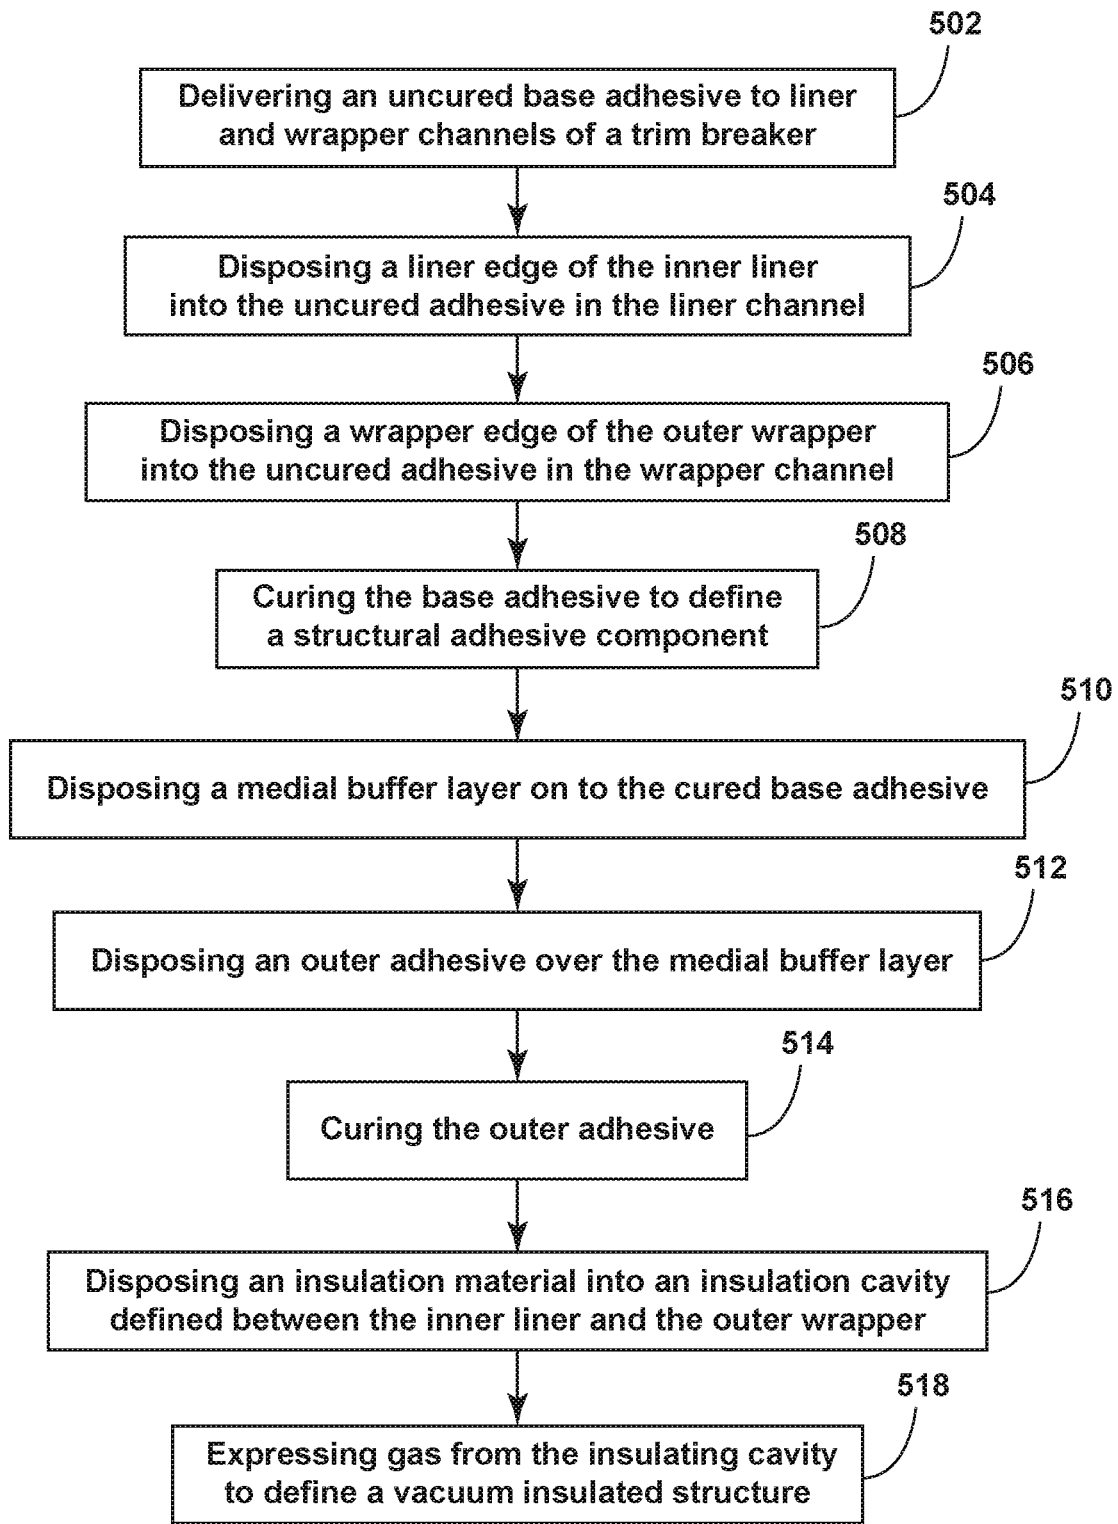 502
Delivering an uncured base adhesive to liner
and wrapper channels of a trim breaker
504
Disposing a liner edge of the inner liner
into the uncured adhesive in the liner channel
506
Disposing a wrapper edge of the outer wrapper
into the uncured adhesive in the wrapper channel
508
Curing the base adhesive to define
a structural adhesive component
510
Disposing a medial buffer layer on to the cured base adhesive
512
Disposing an outer adhesive over the medial buffer layer
514
Curing the outer adhesive
516
Disposing an insulation material into an insulation cavity
defined between the inner liner and the outer wrapper
518
Expressing gas from the insulating cavity
to define a vacuum insulated structure